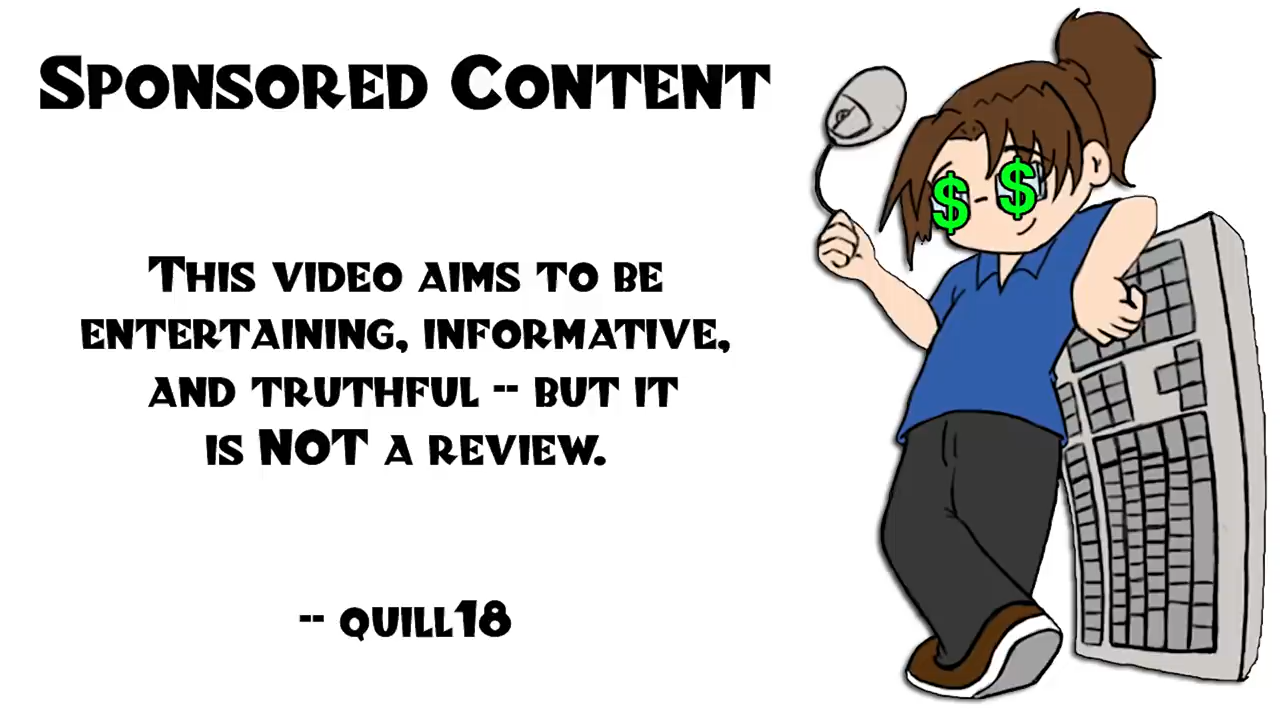 Sponsored Content
This video aims to be
entertaining, informative,
and truthful -- but it
is NOT a review.
-- quill18
$ $